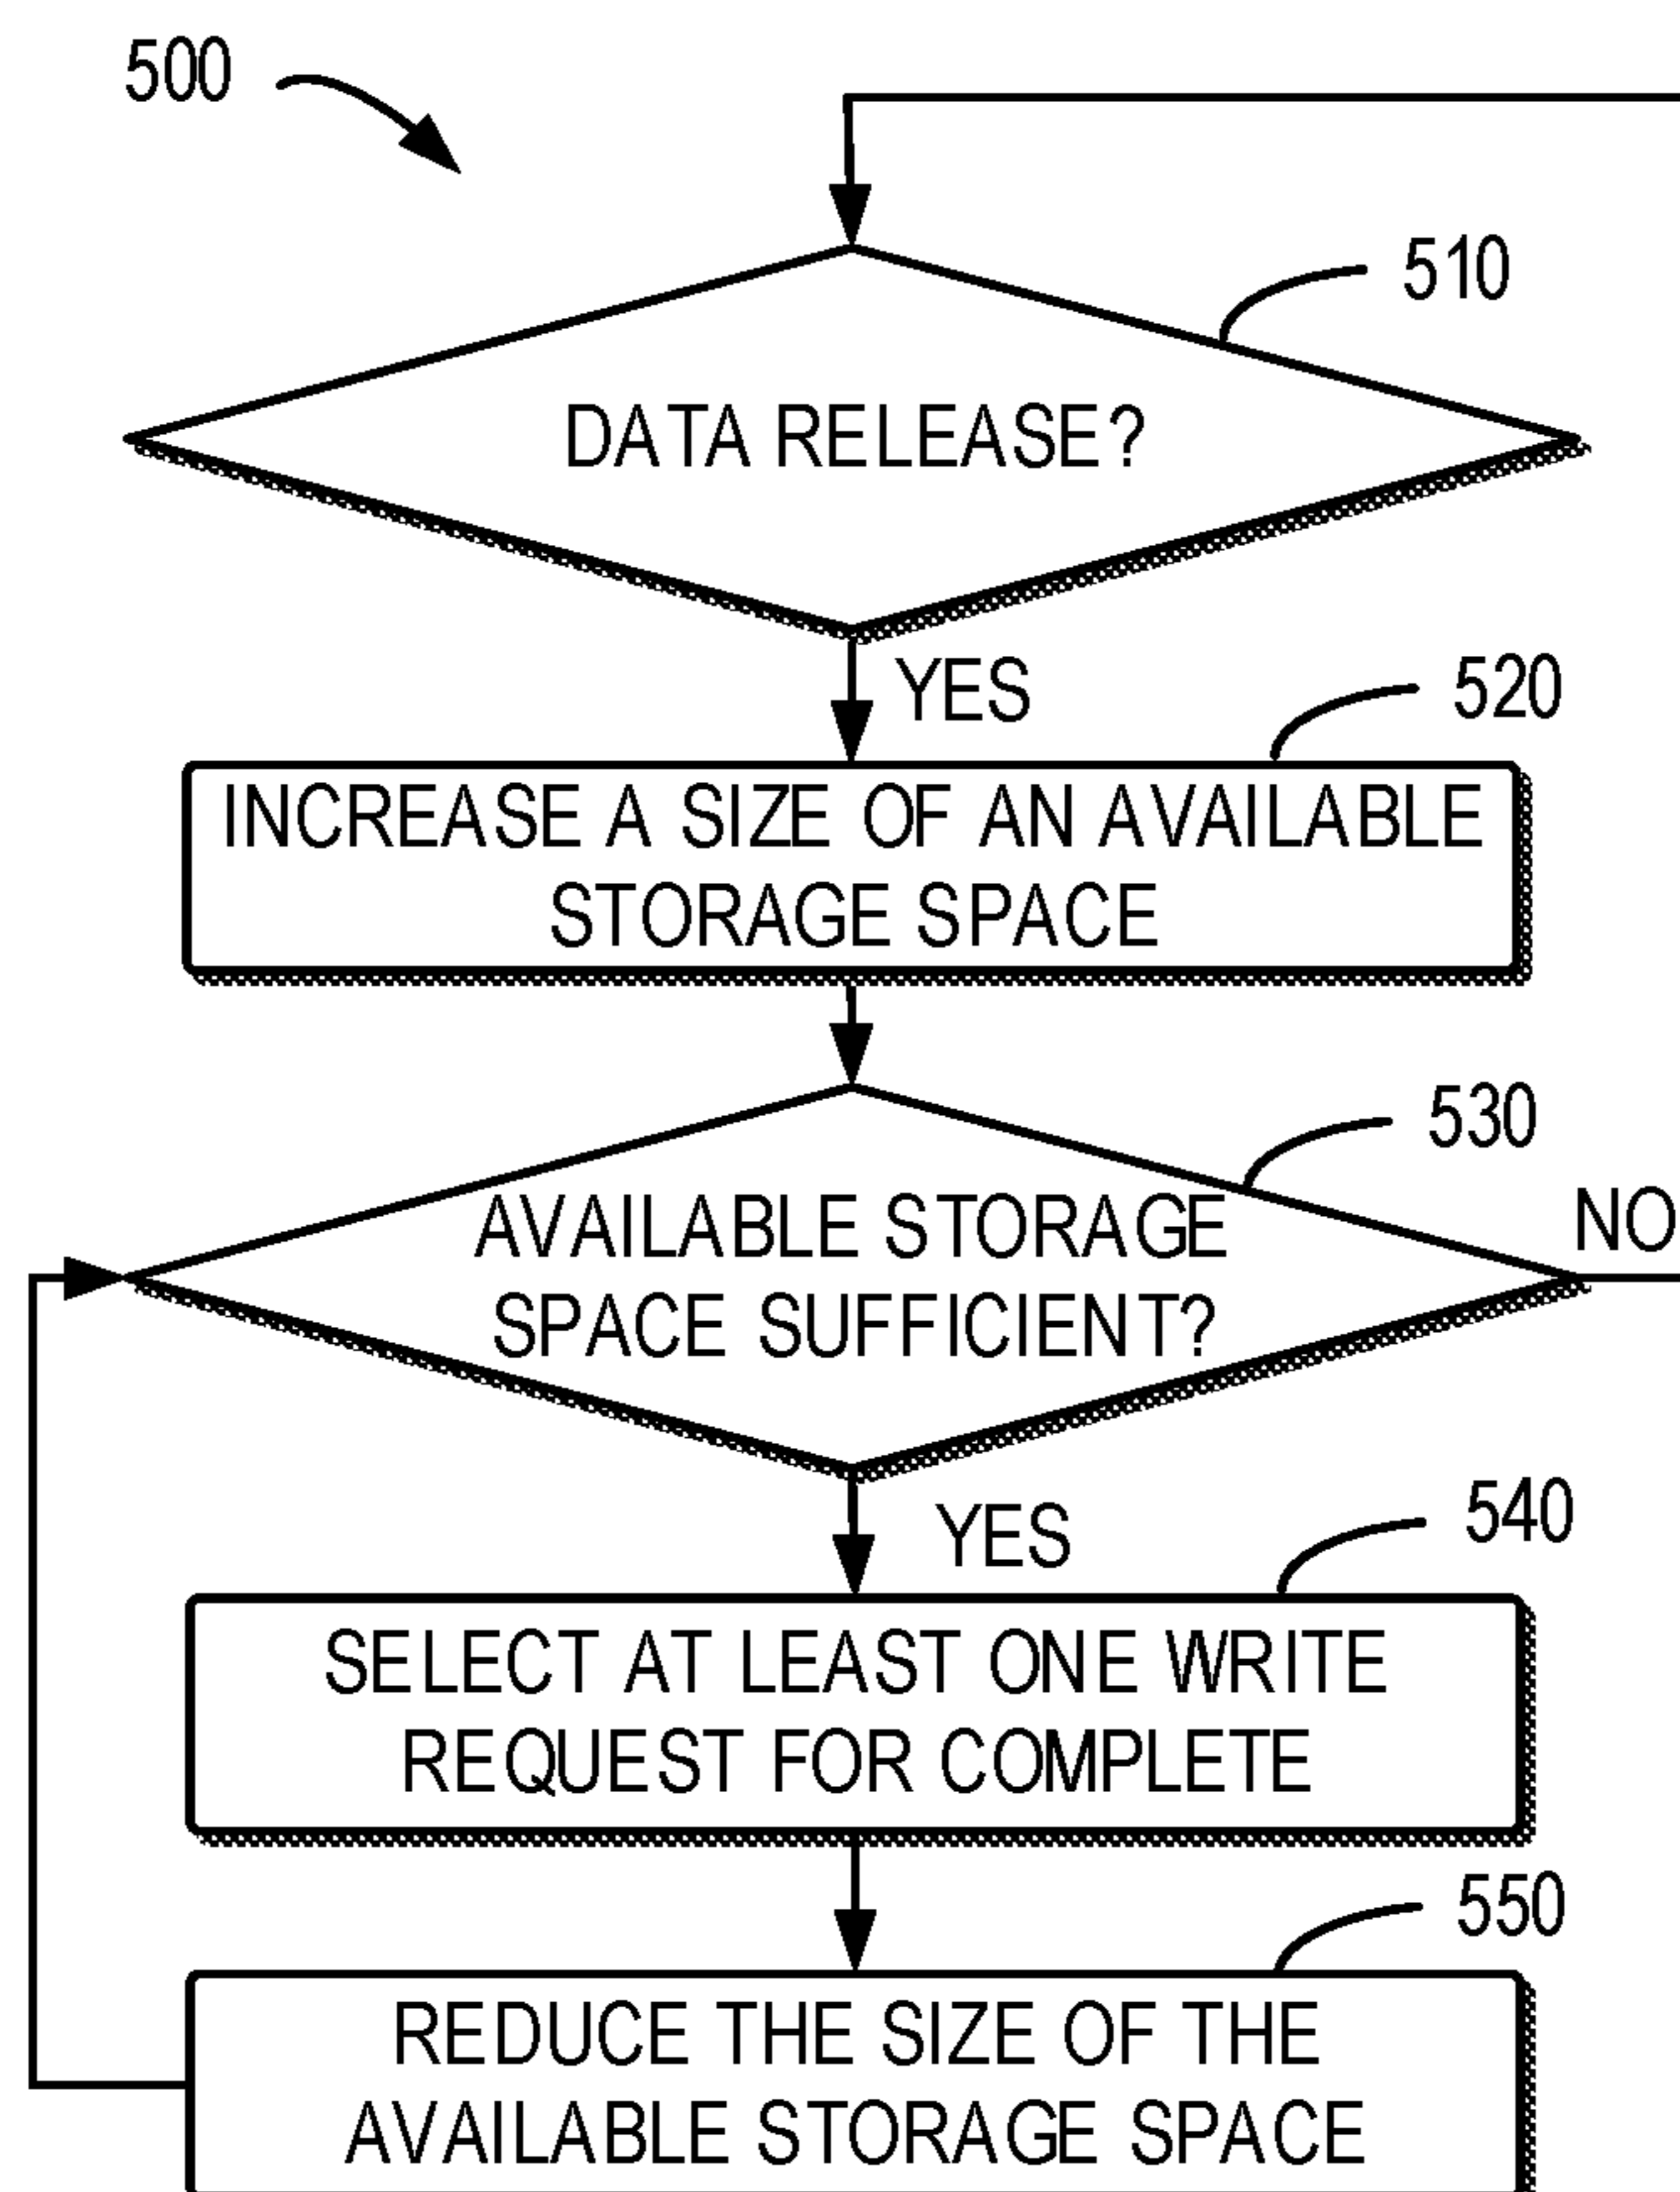 500
510
DATA RELEASE?
YES
520
INCREASE A SIZE OF AN AVAILABLE
STORAGE SPACE
530
AVAILABLE STORAGE
SPACE SUFFICIENT?
NO
YES
540
SELECT AT LEAST ONE WRITE
REQUEST FOR COMPLETE
550
REDUCE THE SIZE OF THE
AVAILABLE STORAGE SPACE